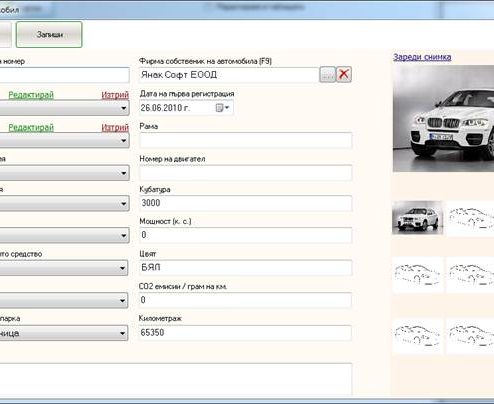 обил
Запиши
номер
Фирма собственик на автомобила (F9)
Зареди снимка
Янак Софт ЕООД
...
Редактирай Изтрий
Дата на първа регистрация
26.06.2010 г.
Редактирай Изтрий
Рама
Номер на двигател
Кубатура
3000
Мощност (к. с.)
0
то средство
Цвят
БЯЛ
CO2 емисии / грам на км.
0
парка
Километраж
ница
65350